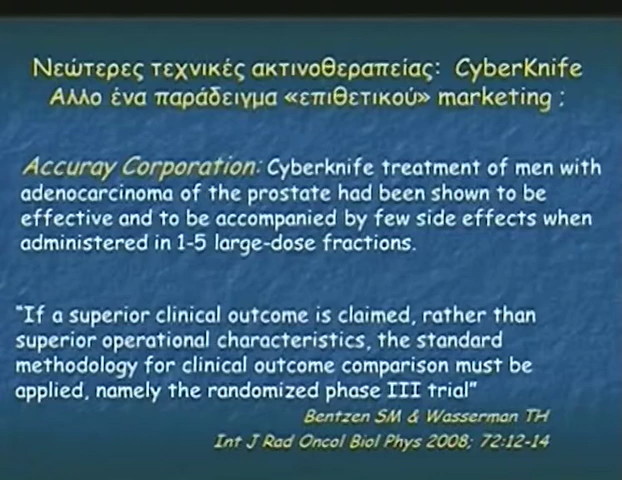 Νεώτερες τεχνικές ακτινοθεραπείας: CyberKnife
Αλλο ένα παράδειγμα «επιθετικού» marketing ;
Accuray Corporation: Cyberknife treatment of men with
adenocarcinoma of the prostate had been shown to be
effective and to be accompanied by few side effects when
administered in 1-5 large-dose fractions.
“If a superior clinical outcome is claimed, rather than
superior operational characteristics, the standard
methodology for clinical outcome comparison must be
applied, namely the randomized phase III trial”
Bentzen SM & Wasserman TH
Int J Rad Oncol Biol Phys 2008; 72:12-14